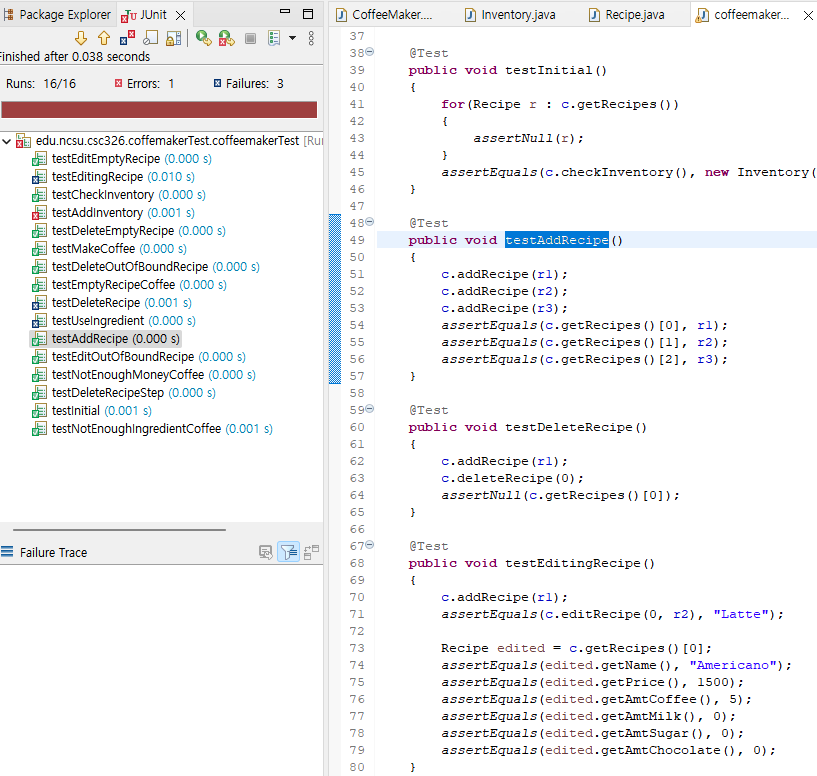 Package Explorer
JUnit
Finished after 0.038 seconds
Runs: 16/16
Errors: 1
Failures: 3
edu.ncsu.csc326.coffemakerTest.coffeemakerTest [Ru
testEditEmptyRecipe (0.000 s)
testEditingRecipe (0.010 s)
testCheckInventory (0.000 s)
testAddInventory (0.001 s)
testDeleteEmptyRecipe (0.000 s)
testMakeCoffee (0.000 s)
testDeleteOutOfBoundRecipe (0.000 s)
testEmptyRecipeCoffee (0.000 s)
testDeleteRecipe (0.001 s)
testUseIngredient (0.000 s)
testAddRecipe (0.000 s)
testEditOutOfBoundRecipe (0.000 s)
testNotEnoughMoneyCoffee (0.000 s)
testDeleteRecipeStep (0.000 s)
testInitial (0.001 s)
testNotEnoughIngredientCoffee (0.001 s)
Failure Trace
CoffeeMaker....
Inventory.java
Recipe.java
coffeemaker...
37
38 @Test
39 public void testInitial()
40 {
41 for(Recipe r : c.getRecipes())
42 {
43 assertNull(r);
44 }
45 assertEquals(c.checkInventory(), new Inventory(
46 }
47
48 @Test
49 public void testAddRecipe()
50 {
51 c.addRecipe(r1);
52 c.addRecipe(r2);
53 c.addRecipe(r3);
54 assertEquals(c.getRecipes()[0], r1);
55 assertEquals(c.getRecipes()[1], r2);
56 assertEquals(c.getRecipes()[2], r3);
57 }
58
59 @Test
60 public void testDeleteRecipe()
61 {
62 c.addRecipe(r1);
63 c.deleteRecipe(0);
64 assertNull(c.getRecipes()[0]);
65 }
66
67 @Test
68 public void testEditingRecipe()
69 {
70 c.addRecipe(r1);
71 assertEquals(c.editRecipe(0, r2), "Latte");
72
73 Recipe edited = c.getRecipes()[0];
74 assertEquals(edited.getName(), "Americano");
75 assertEquals(edited.getPrice(), 1500);
76 assertEquals(edited.getAmtCoffee(), 5);
77 assertEquals(edited.getAmtMilk(), 0);
78 assertEquals(edited.getAmtSugar(), 0);
79 assertEquals(edited.getAmtChocolate(), 0);
80 }